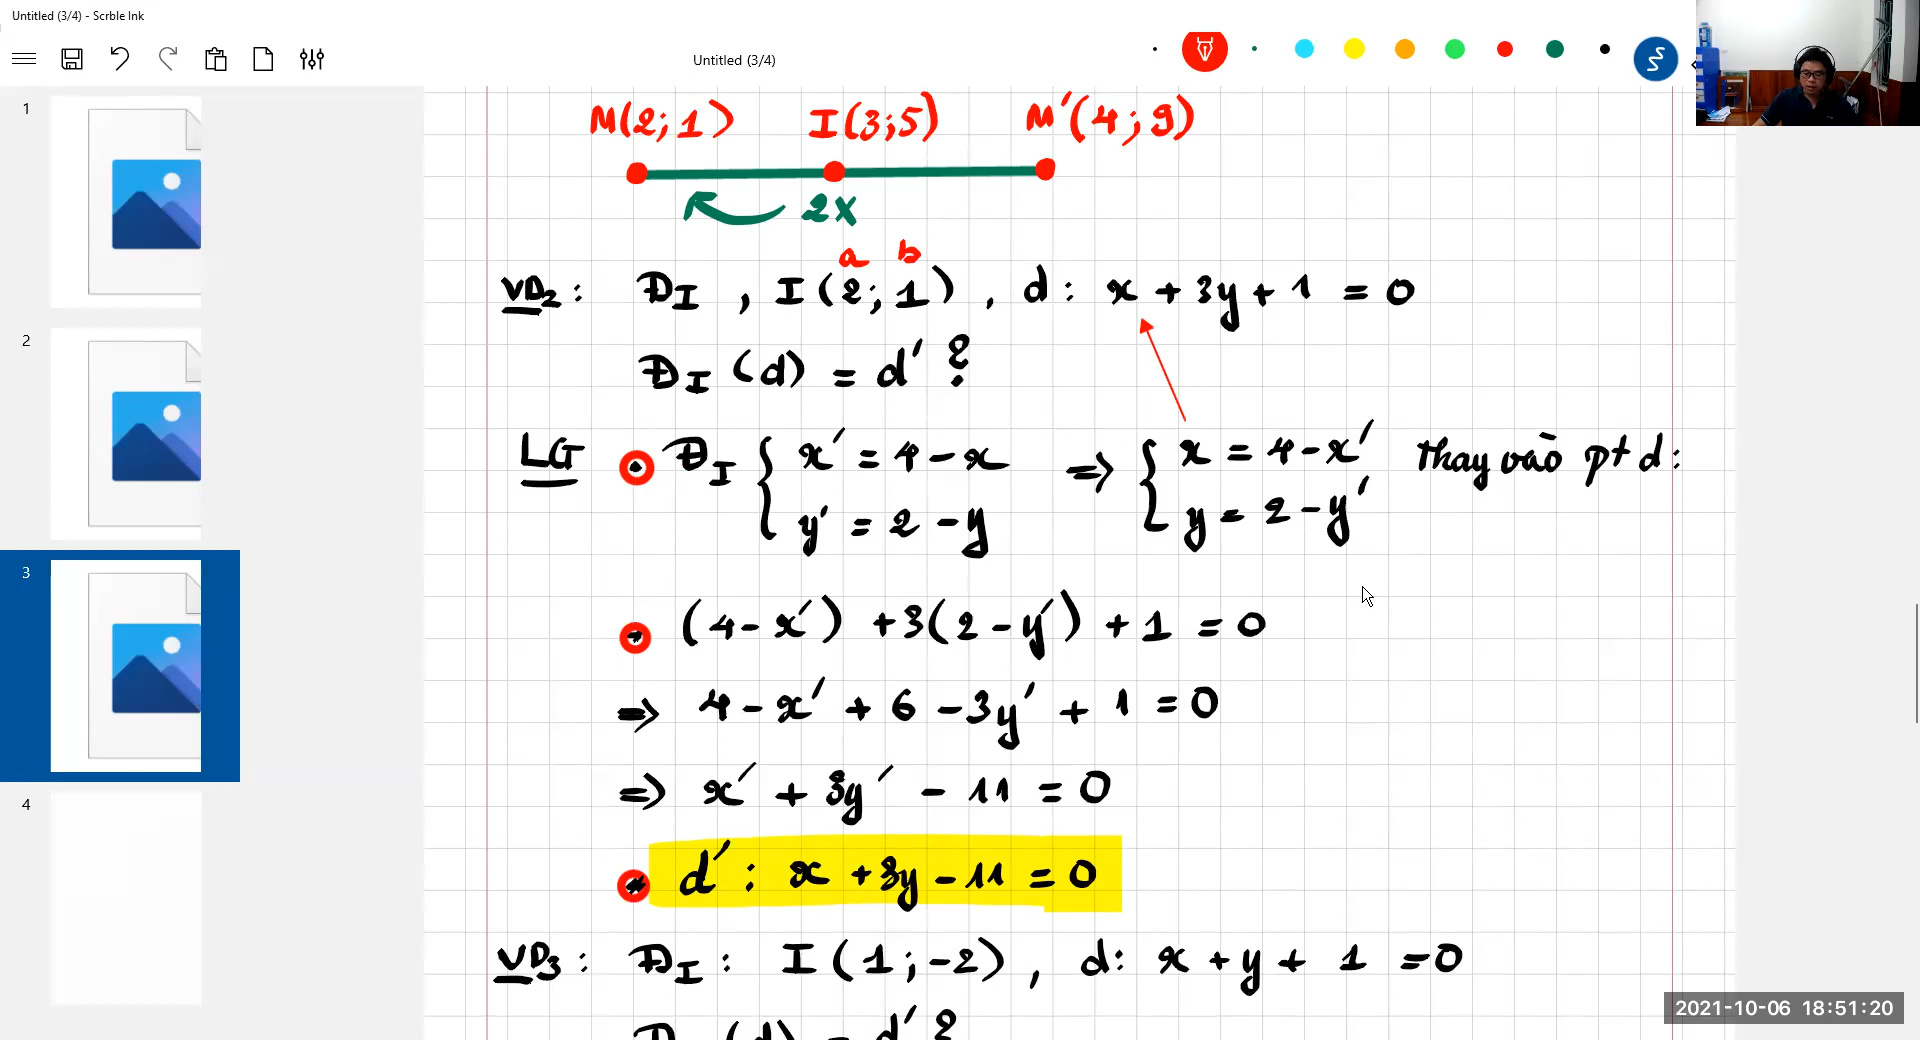 Untitled (3/4) - Scrble Ink
Untitled (3/4)
1
2
3
4
M(2;1) I(3;5) M'(4;9)
2X
a b
VD2: ĐI, I(2;1), d: x + 3y + 1 = 0
ĐI(d) = d' ?
LG ĐI { x' = 4 - x => { x = 4 - x' thay vào pt d:
y' = 2 - y y = 2 - y'
(4 - x') + 3(2 - y') + 1 = 0
=> 4 - x' + 6 - 3y' + 1 = 0
=> x' + 3y' - 11 = 0
d': x + 3y - 11 = 0
VD3: ĐI: I(1;-2), d: x + y + 1 = 0
ĐI(d) = d' ?
2021-10-06 18:51:20